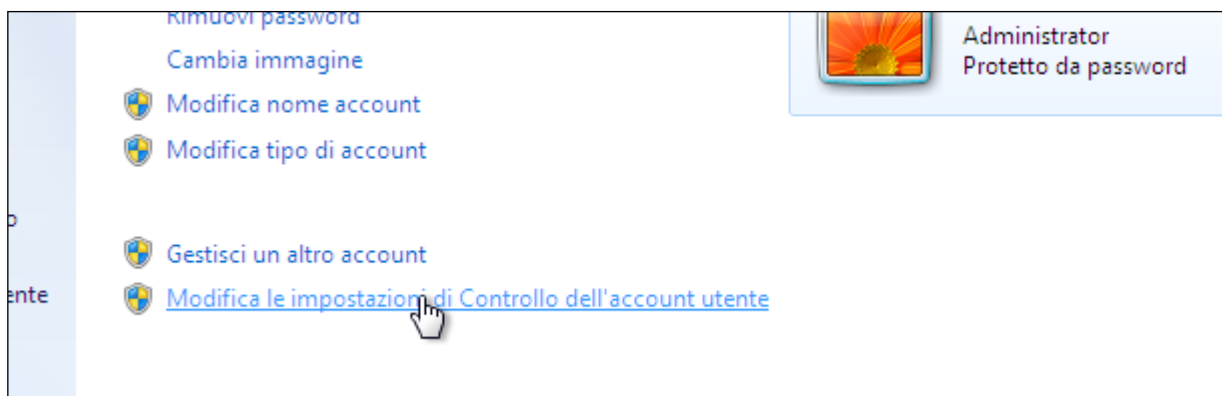 Rimuovi password
Cambia immagine
Modifica nome account
Modifica tipo di account
Gestisci un altro account
Modifica le impostazioni di Controllo dell'account utente
Administrator
Protetto da password
o
ente